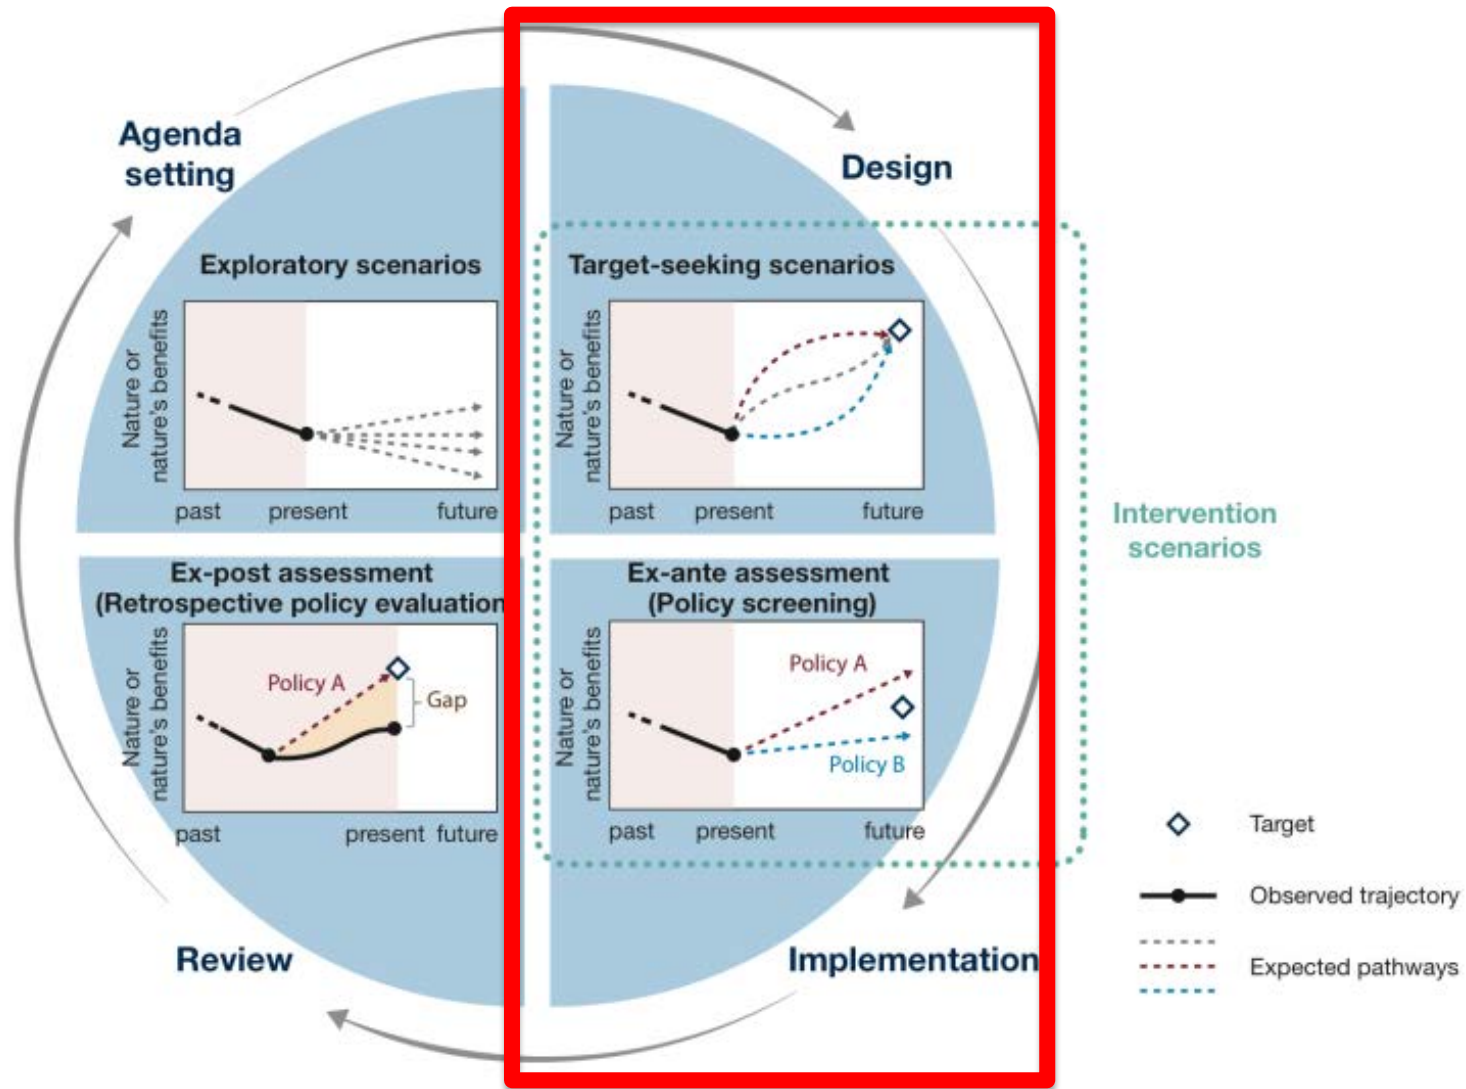 Agenda
setting
Design
Exploratory scenarios
Nature or
nature's benefits
past present future
Target-seeking scenarios
Nature or
nature's benefits
past present future
Intervention
scenarios
Ex-post assessment
(Retrospective policy evaluation
Nature or
nature's benefits
Policy A
Gap
past present future
Ex-ante assessment
(Policy screening)
Nature or
nature's benefits
Policy A
Policy B
past present future
Review
Implementation
Target
Observed trajectory
Expected pathways